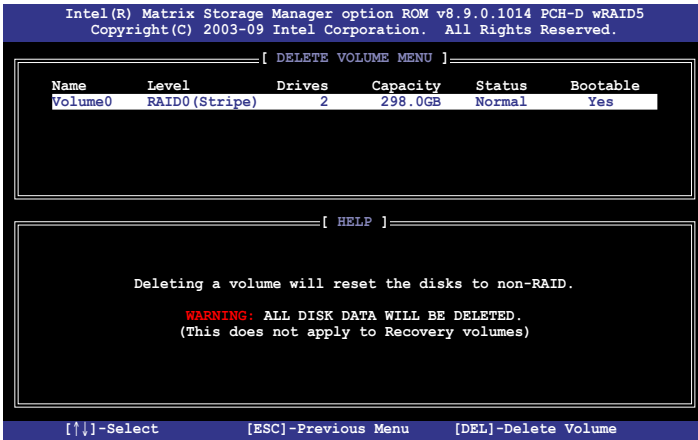 Intel(R) Matrix Storage Manager option ROM v8.9.0.1014 PCH-D wRAID5
Copyright(C) 2003-09 Intel Corporation. All Rights Reserved.
[ DELETE VOLUME MENU ]
Name Level Drives Capacity Status Bootable
Volume0 RAID0(Stripe) 2 298.0GB Normal Yes
[ HELP ]
Deleting a volume will reset the disks to non-RAID.
WARNING: ALL DISK DATA WILL BE DELETED.
(This does not apply to Recovery volumes)
[↑↓]-Select [ESC]-Previous Menu [DEL]-Delete Volume